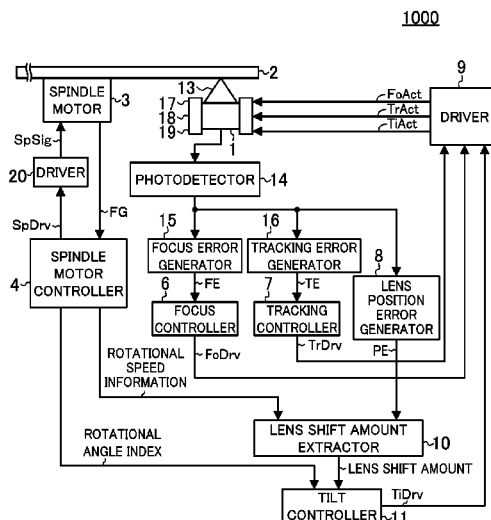 1000
2
SPINDLE
MOTOR
3
13
17
18
19
1
9
DRIVER
FoAct
TrAct
TiAct
SpSig
20
DRIVER
SpDrv
FG
PHOTODETECTOR
14
15
FOCUS ERROR
GENERATOR
16
TRACKING ERROR
GENERATOR
8
LENS
POSITION
ERROR
GENERATOR
4
SPINDLE
MOTOR
CONTROLLER
FE
TE
6
FOCUS
CONTROLLER
7
TRACKING
CONTROLLER
FoDrv
TrDrv
PE
ROTATIONAL
SPEED
INFORMATION
LENS SHIFT AMOUNT
EXTRACTOR
10
ROTATIONAL
ANGLE INDEX
LENS SHIFT AMOUNT
TILT
CONTROLLER
11
TiDrv